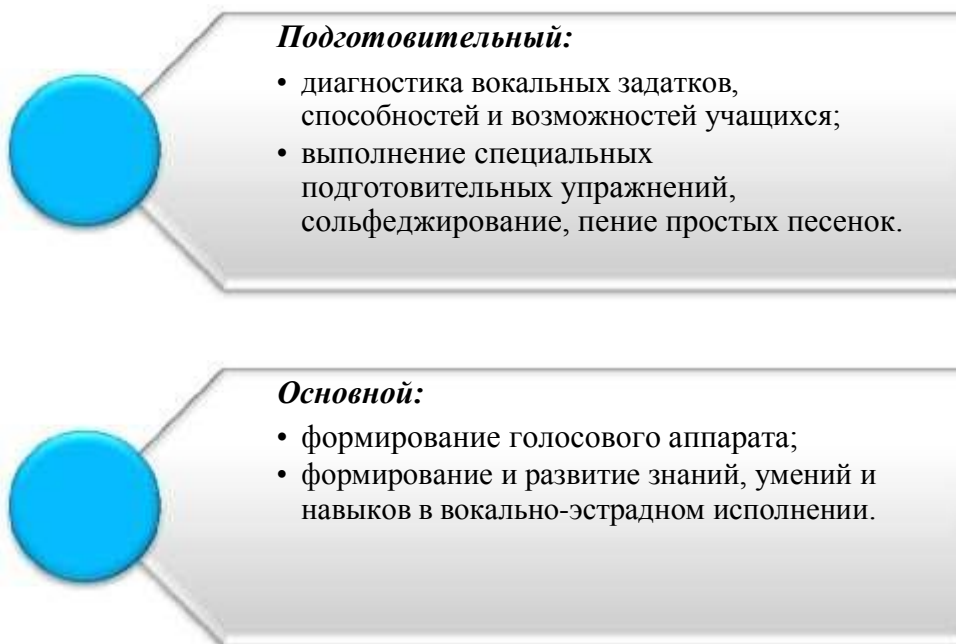 Подготовительный:
• диагностика вокальных задатков,
способностей и возможностей учащихся;
• выполнение специальных
подготовительных упражнений,
сольфеджирование, пение простых песенок.
Основной:
• формирование голосового аппарата;
• формирование и развитие знаний, умений и
навыков в вокально-эстрадном исполнении.